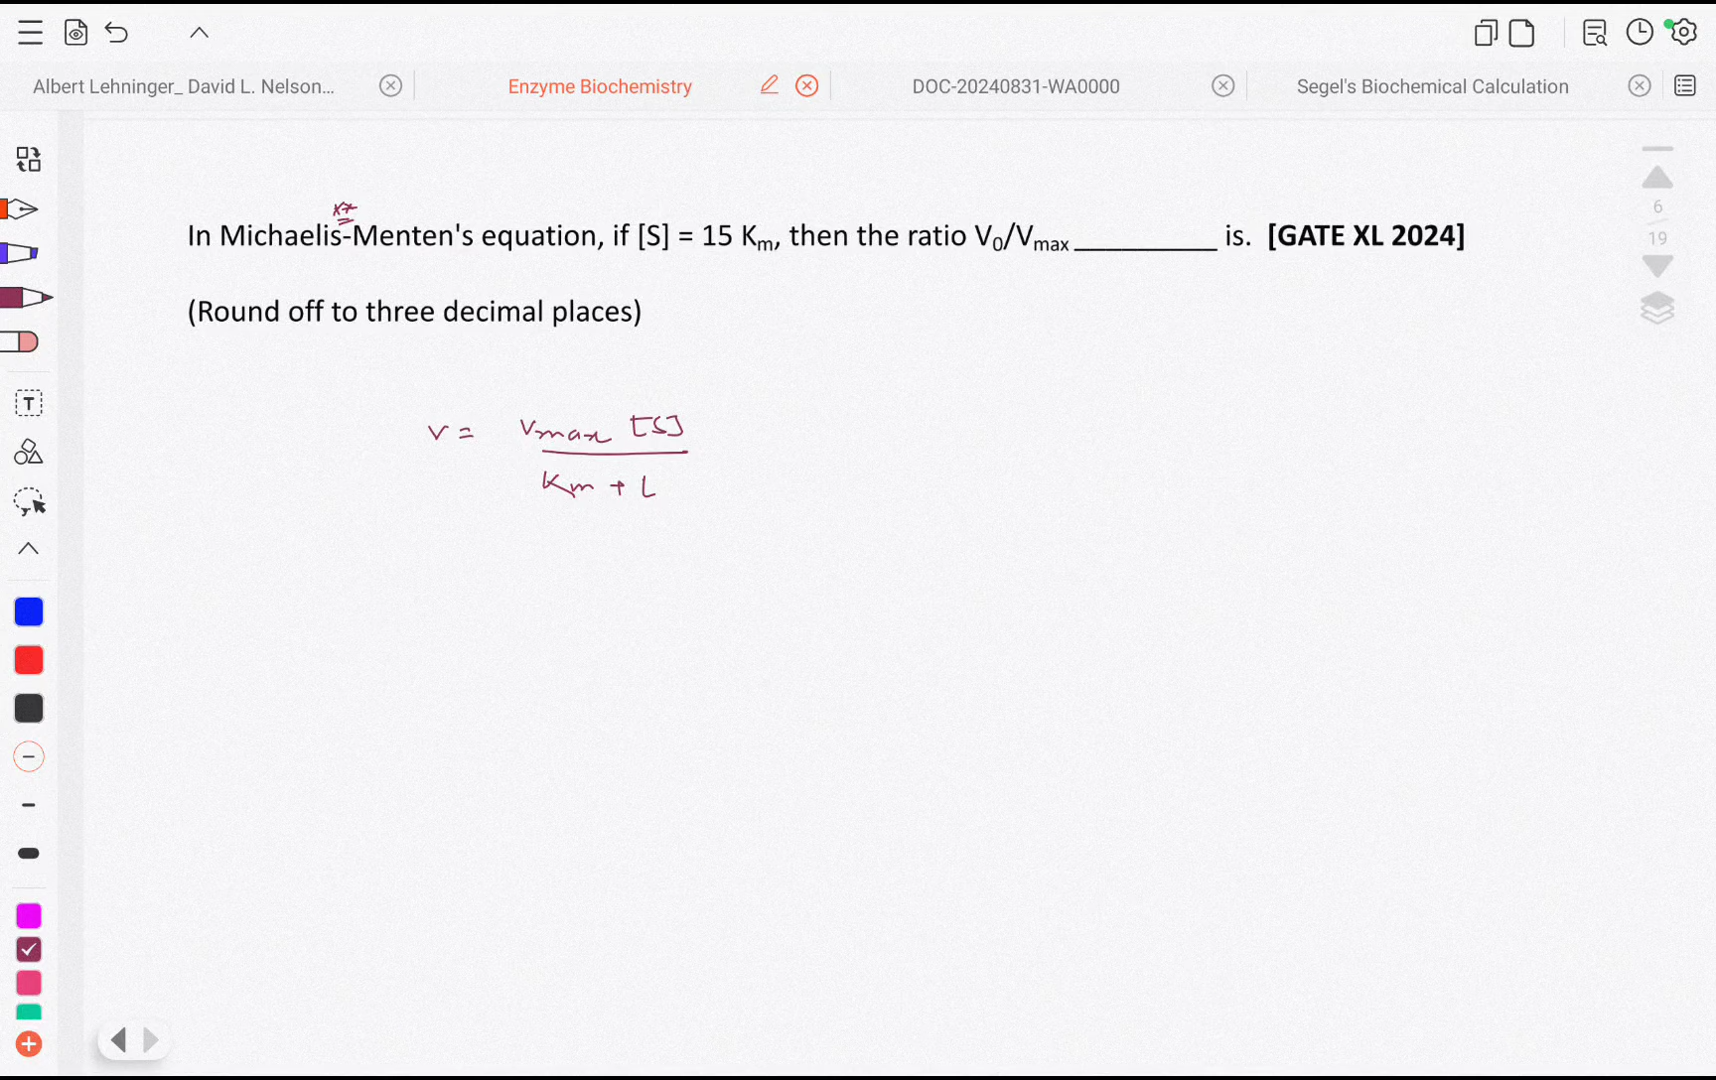 Albert Lehninger_ David L. Nelson...
Enzyme Biochemistry
DOC-20240831-WA0000
Segel's Biochemical Calculation
6
19
In Michaelis-Menten's equation, if [S] = 15 Km, then the ratio V0/Vmax __________ is. [GATE XL 2024]
(Round off to three decimal places)
v = Vmax [S]
Km + L
T